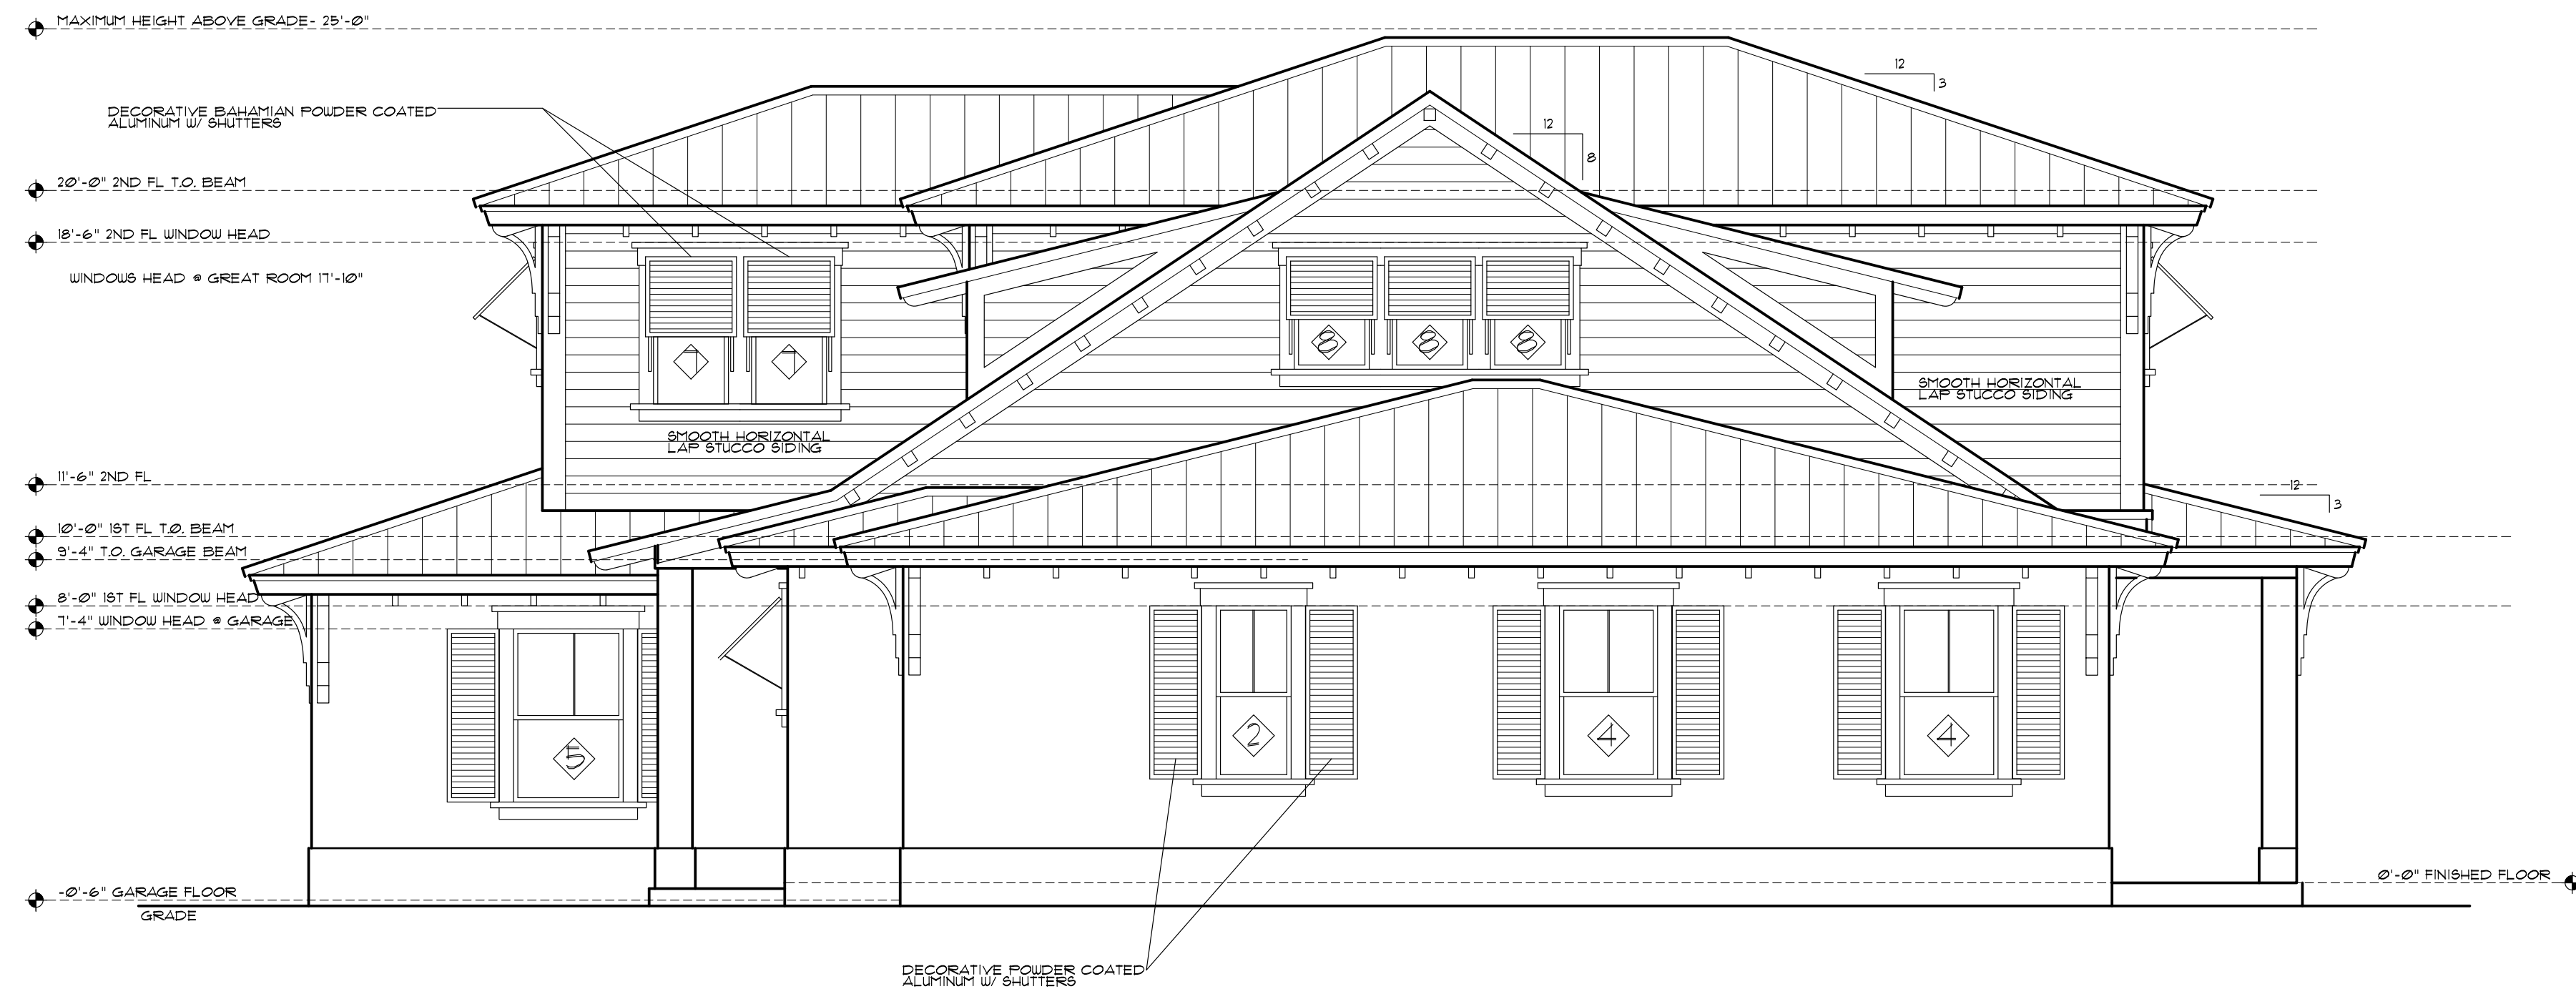 MAXIMUM HEIGHT ABOVE GRADE- 25'-0"
12
3
DECORATIVE BAHAMIAN POWDER COATED
ALUMINUM W/ SHUTTERS
12
8
20'-0" 2ND FL T.O. BEAM
18'-6" 2ND FL WINDOW HEAD
WINDOWS HEAD @ GREAT ROOM 17'-10"
7
7
8
8
8
SMOOTH HORIZONTAL
LAP STUCCO SIDING
SMOOTH HORIZONTAL
LAP STUCCO SIDING
11'-6" 2ND FL
12
3
10'-0" 1ST FL T.O. BEAM
9'-4" T.O. GARAGE BEAM
8'-0" 1ST FL WINDOW HEAD
7'-4" WINDOW HEAD @ GARAGE
5
2
4
4
-0'-6" GARAGE FLOOR
GRADE
0'-0" FINISHED FLOOR
DECORATIVE POWDER COATED
ALUMINUM W/ SHUTTERS